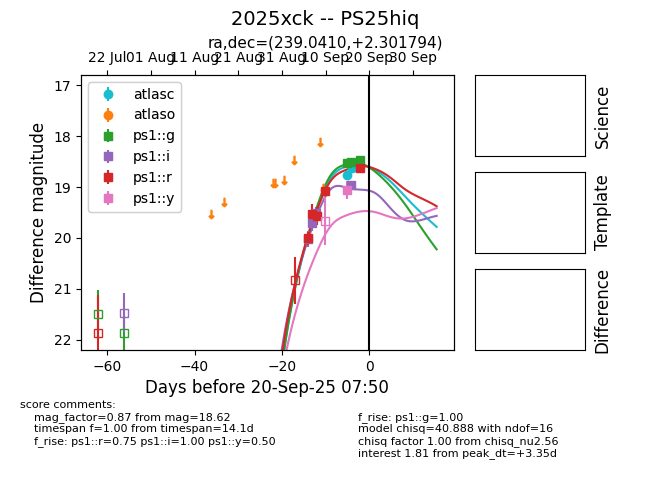 2025xck -- PS25hiq
ra,dec=(239.0410,+2.301794)
22 Jul 01 Aug 11 Aug 21 Aug 31 Aug 10 Sep 20 Sep 30 Sep
17
18
19
20
21
22
Difference magnitude
atlasc
atlaso
ps1::g
ps1::i
ps1::r
ps1::y
−60 −40 −20 0
Days before 20-Sep-25 07:50
Science
Template
Difference
score comments:
mag_factor=0.87 from mag=18.62
timespan f=1.00 from timespan=14.1d
f_rise: ps1::r=0.75 ps1::i=1.00 ps1::y=0.50
f_rise: ps1::g=1.00
model chisq=40.888 with ndof=16
chisq factor 1.00 from chisq_nu2.56
interest 1.81 from peak_dt=+3.35d